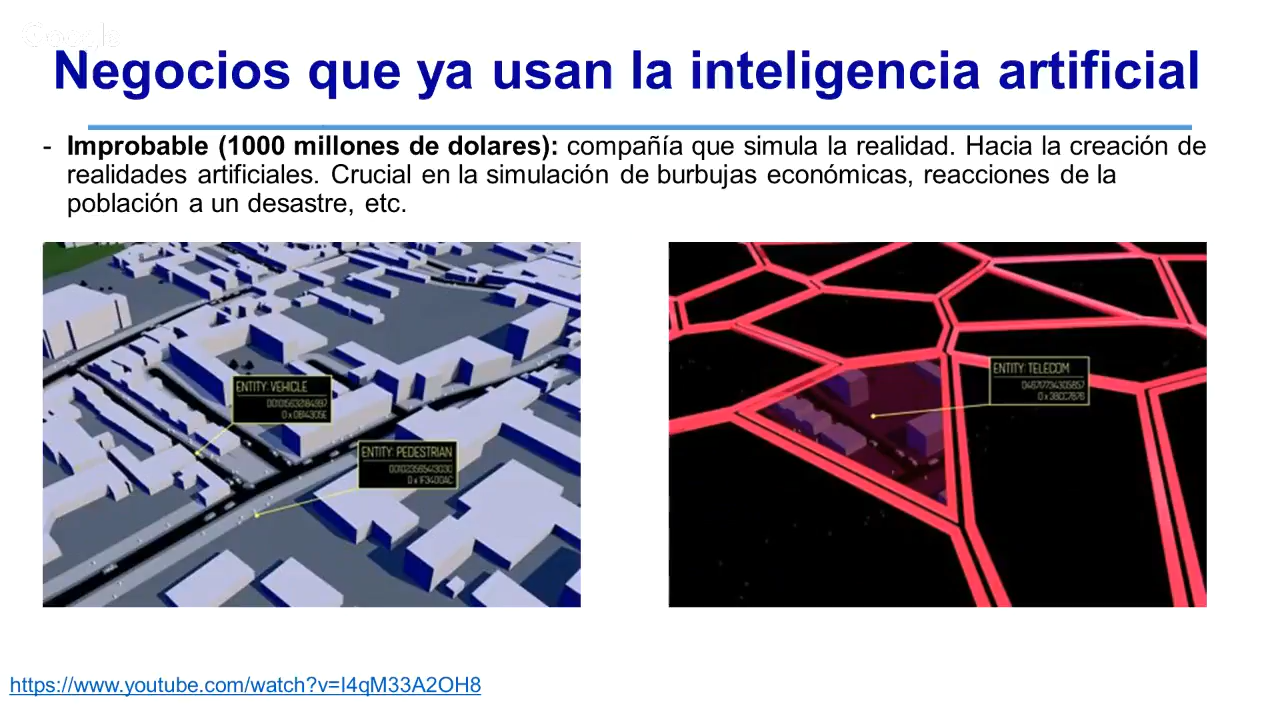 Google
Negocios que ya usan la inteligencia artificial
- Improbable (1000 millones de dolares): compañía que simula la realidad. Hacia la creación de
realidades artificiales. Crucial en la simulación de burbujas económicas, reacciones de la
población a un desastre, etc.
ENTITY: VEHICLE
ENTITY: PEDESTRIAN
ENTITY: TELECOM
https://www.youtube.com/watch?v=I4qM33A2OH8